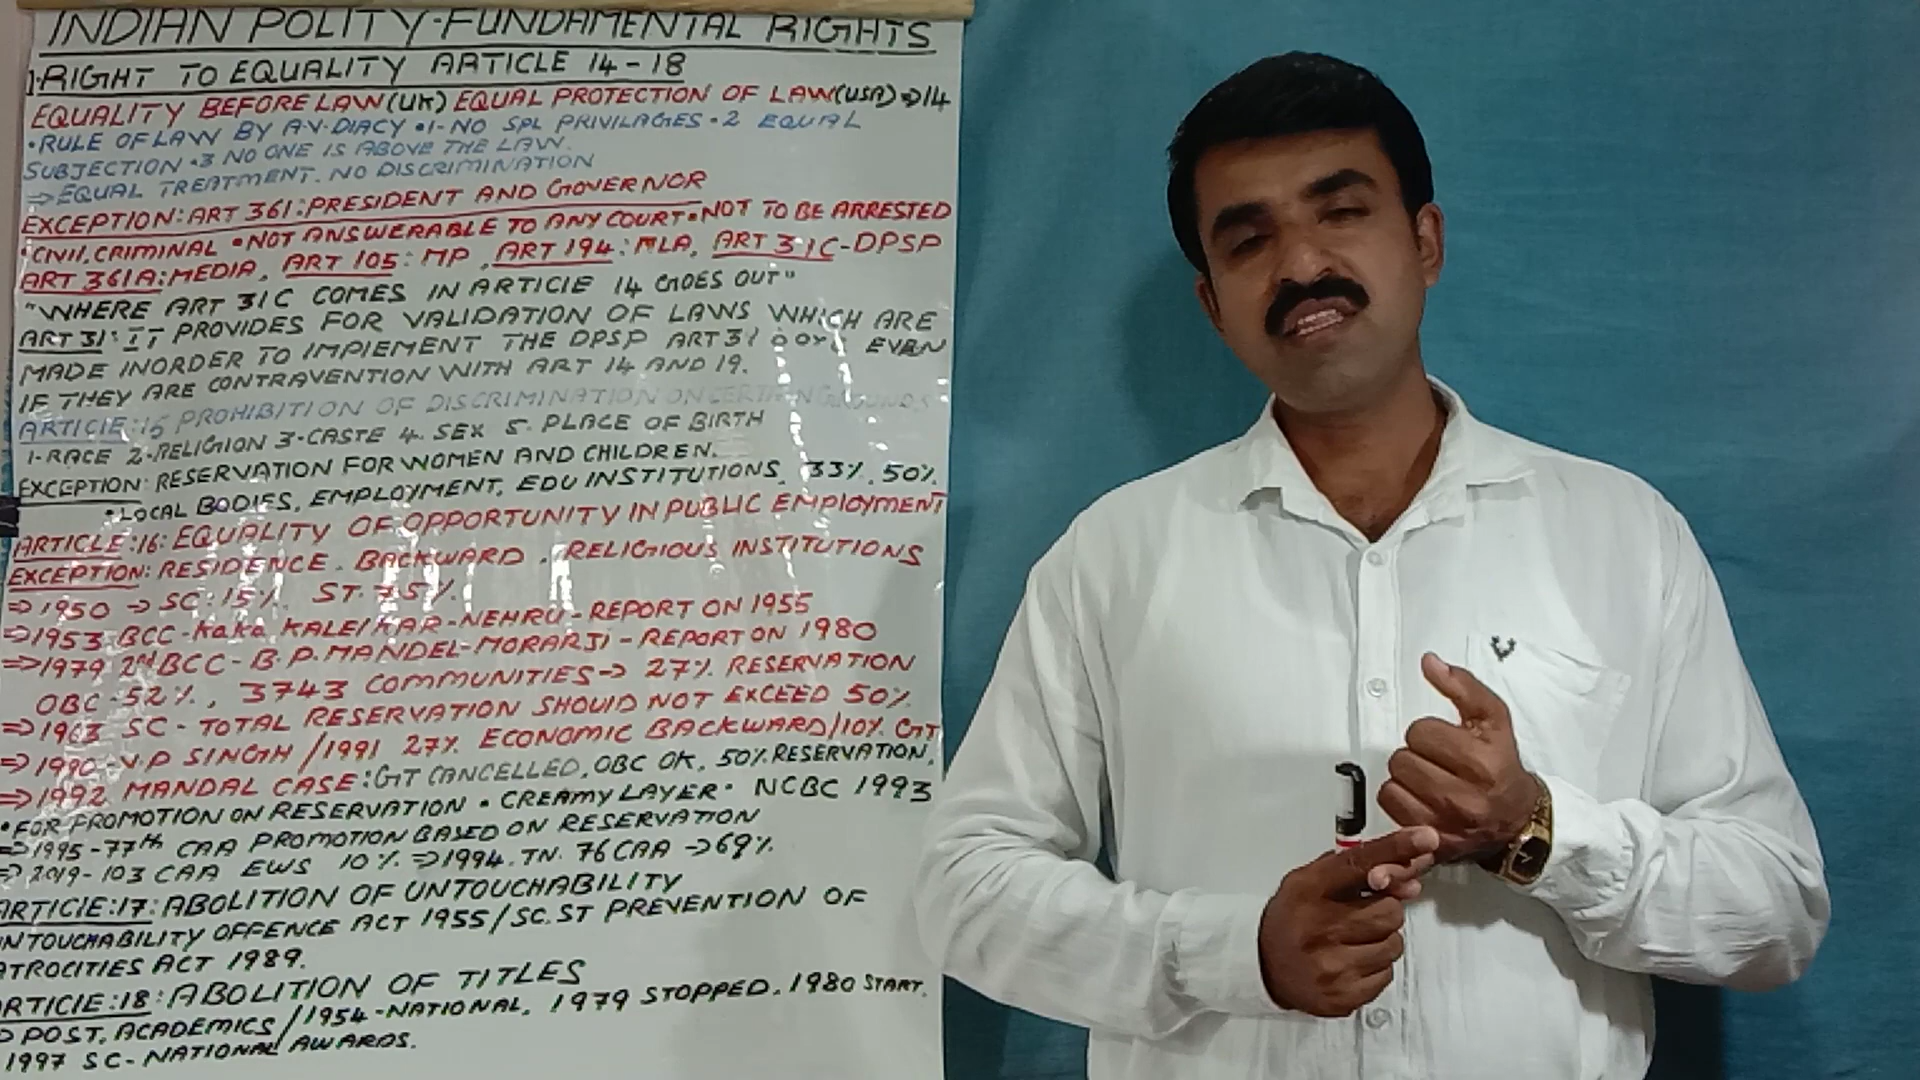 INDIAN POLITY-FUNDAMENTAL RIGHTS
1.RIGHT TO EQUALITY ARTICLE 14-18
EQUALITY BEFORE LAW(UK) EQUAL PROTECTION OF LAW(USA)⇒14
•RULE OF LAW BY A.V.DIACY •1-NO SPL PRIVILAGES •2 EQUAL
SUBJECTION •3 NO ONE IS ABOVE THE LAW.
⇒EQUAL TREATMENT. NO DISCRIMINATION
EXCEPTION: ART 361: PRESIDENT AND GOVERNOR
•CIVIL, CRIMINAL •NOT ANSWERABLE TO ANY COURT•NOT TO BE ARRESTED
ART 361A: MEDIA, ART 105: MP, ART 194: MLA, ART 31C-DPSP
"WHERE ART 31C COMES IN ARTICLE 14 GOES OUT"
ART 31: IT PROVIDES FOR VALIDATION OF LAWS WHICH ARE
MADE INORDER TO IMPLEMENT THE DPSP ART 31 EVEN
IF THEY ARE CONTRAVENTION WITH ART 14 AND 19.
ARTICLE:15 PROHIBITION OF DISCRIMINATION ON CERTAIN GROUNDS
1-RACE 2-RELIGION 3-CASTE 4. SEX 5. PLACE OF BIRTH
EXCEPTION: RESERVATION FOR WOMEN AND CHILDREN.
•LOCAL BODIES, EMPLOYMENT, EDU INSTITUTIONS, 33%, 50%
ARTICLE:16: EQUALITY OF OPPORTUNITY IN PUBLIC EMPLOYMENT
EXCEPTION: RESIDENCE. BACKWARD. RELIGIOUS INSTITUTIONS
⇒1950 → SC:15%. ST 7.5%.
⇒1953 BCC-KaKa KALELKAR-NEHRU-REPORT ON 1955
⇒1979 2nd BCC-B.P.MANDEL-MORARJI-REPORT ON 1980
OBC-52%, 3743 COMMUNITIES→ 27% RESERVATION
⇒1963 SC-TOTAL RESERVATION SHOULD NOT EXCEED 50%
⇒1990-V.P SINGH/1991 27% ECONOMIC BACKWARD/10% GT
⇒1992 MANDAL CASE: GT CANCELLED, OBC OK, 50% RESERVATION,
•FOR PROMOTION ON RESERVATION • CREAMY LAYER• NCBC 1993
⇒1995-77th CAA PROMOTION BASED ON RESERVATION
⇒2019-103 CAA EWS 10% ⇒1994. TN. 76 CAA →69%
ARTICLE:17: ABOLITION OF UNTOUCHABILITY
UNTOUCHABILITY OFFENCE ACT 1955/SC.ST PREVENTION OF
ATROCITIES ACT 1989.
ARTICLE:18: ABOLITION OF TITLES
POST, ACADEMICS/1954-NATIONAL, 1979 STOPPED, 1980 START.
1997 SC-NATIONAL AWARDS.